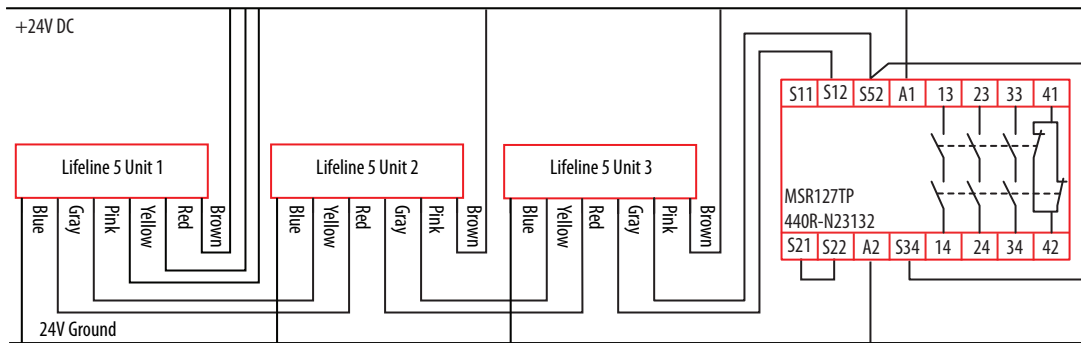 +24V DC
S11 S12 S52 A1 13 23 33 41
Lifeline 5 Unit 1
Lifeline 5 Unit 2
Lifeline 5 Unit 3
MSR127TP
440R-N23132
Blue Gray Pink Yellow Red Brown
Blue Yellow Red Gray Pink Brown
Blue Yellow Red Gray Pink Brown
S21 S22 A2 S34 14 24 34 42
24V Ground